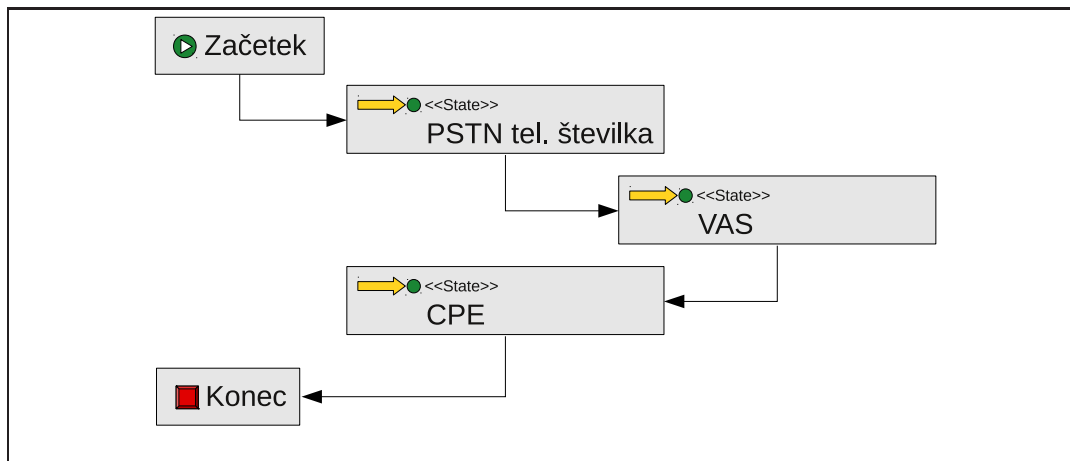 Začetek
<<State>>
PSTN tel. številka
<<State>>
VAS
<<State>>
CPE
Konec